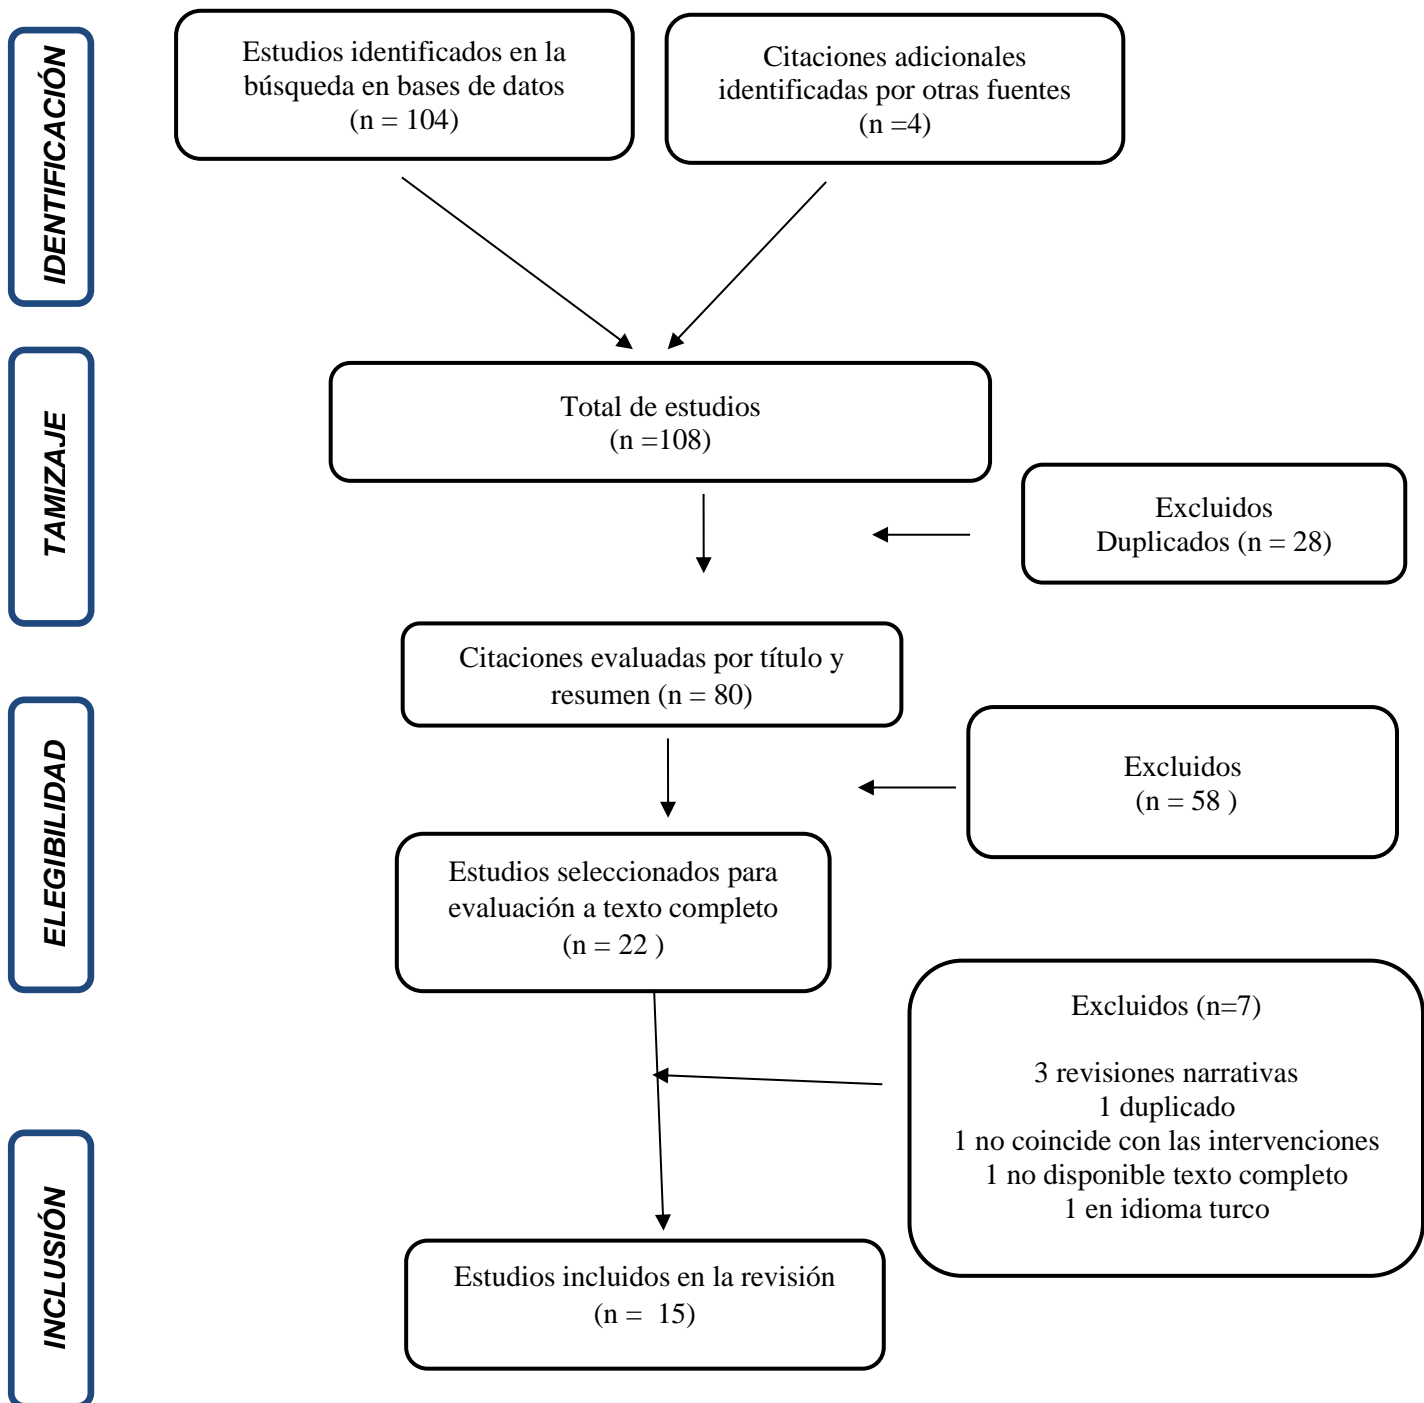 IDENTIFICACIÓN
Estudios identificados en la
búsqueda en bases de datos
(n = 104)
Citaciones adicionales
identificadas por otras fuentes
(n =4)
TAMIZAJE
Total de estudios
(n =108)
Excluidos
Duplicados (n = 28)
Citaciones evaluadas por título y
resumen (n = 80)
ELEGIBILIDAD
Excluidos
(n = 58 )
Estudios seleccionados para
evaluación a texto completo
(n = 22 )
Excluidos (n=7)
3 revisiones narrativas
1 duplicado
1 no coincide con las intervenciones
1 no disponible texto completo
1 en idioma turco
INCLUSIÓN
Estudios incluidos en la revisión
(n =  15)